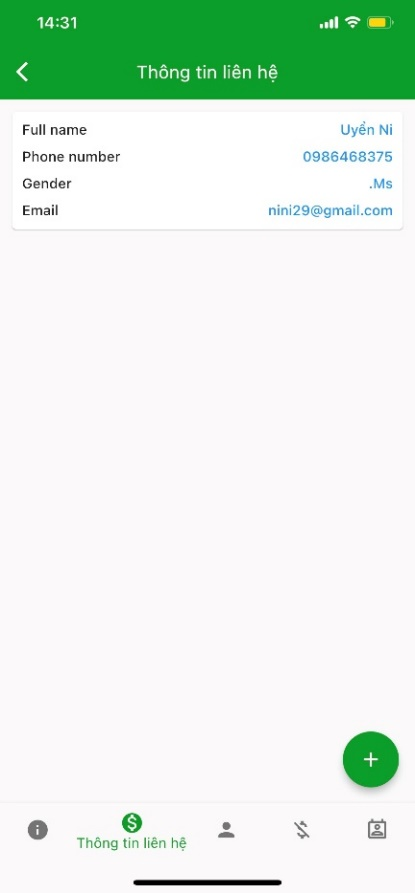 14:31
Thông tin liên hệ
Full name Uyển Ni
Phone number 0986468375
Gender .Ms
Email nini29@gmail.com
Thông tin liên hệ